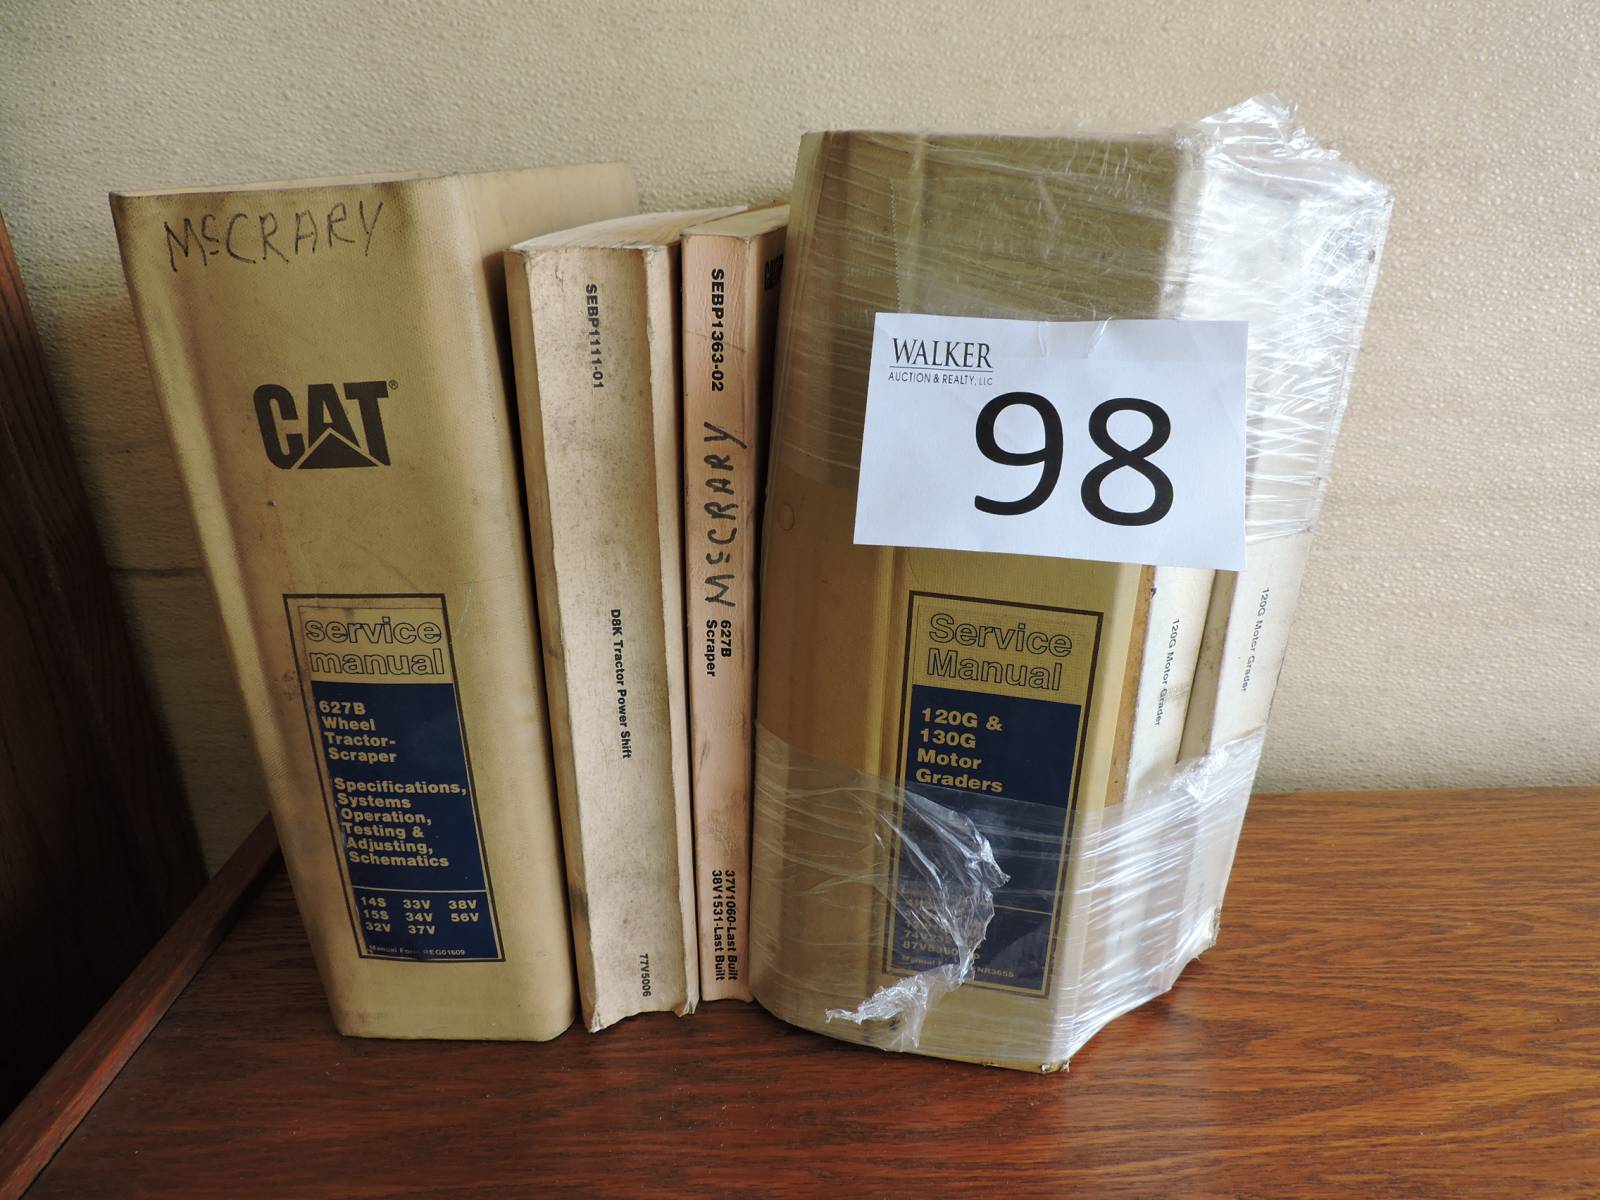 McCRARY
CAT®
service
manual
627B
Wheel
Tractor-
Scraper
Specifications,
Systems
Operation,
Testing &
Adjusting,
Schematics
14S 33V 38V
15S 34V 56V
32V 37V
Manual Form REG01609
SEBP1111-01
D8K Tractor Power Shift
77V5006
SEBP1363-02
McCRARY
627B
Scraper
37V1060-Last Built
38V1531-Last Built
WALKER
AUCTION & REALTY, LLC
98
Service
Manual
120G &
130G
Motor
Graders
120G Motor Grader
120G Motor Grader